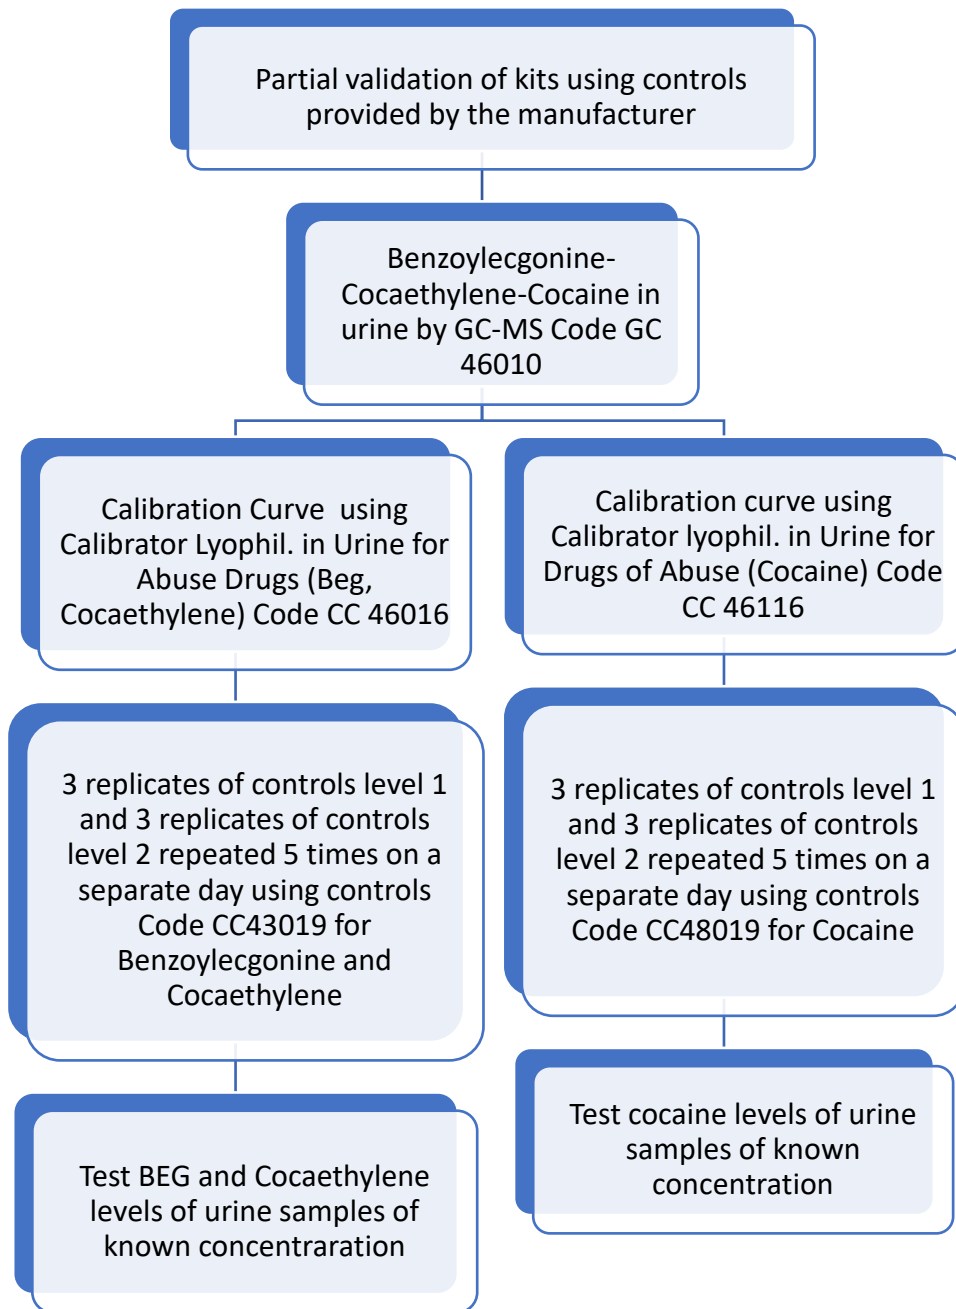 Partial validation of kits using controls
provided by the manufacturer
Benzoylecgonine-
Cocaethylene-Cocaine in
urine by GC-MS Code GC
46010
Calibration Curve  using
Calibrator Lyophil. in Urine for
Abuse Drugs (Beg,
Cocaethylene) Code CC 46016
Calibration curve using
Calibrator lyophil. in Urine for
Drugs of Abuse (Cocaine) Code
CC 46116
3 replicates of controls level 1
and 3 replicates of controls
level 2 repeated 5 times on a
separate day using controls
Code CC43019 for
Benzoylecgonine and
Cocaethylene
3 replicates of controls level 1
and 3 replicates of controls
level 2 repeated 5 times on a
separate day using controls
Code CC48019 for Cocaine
Test BEG and Cocaethylene
levels of urine samples of
known concentraration
Test cocaine levels of urine
samples of known
concentration